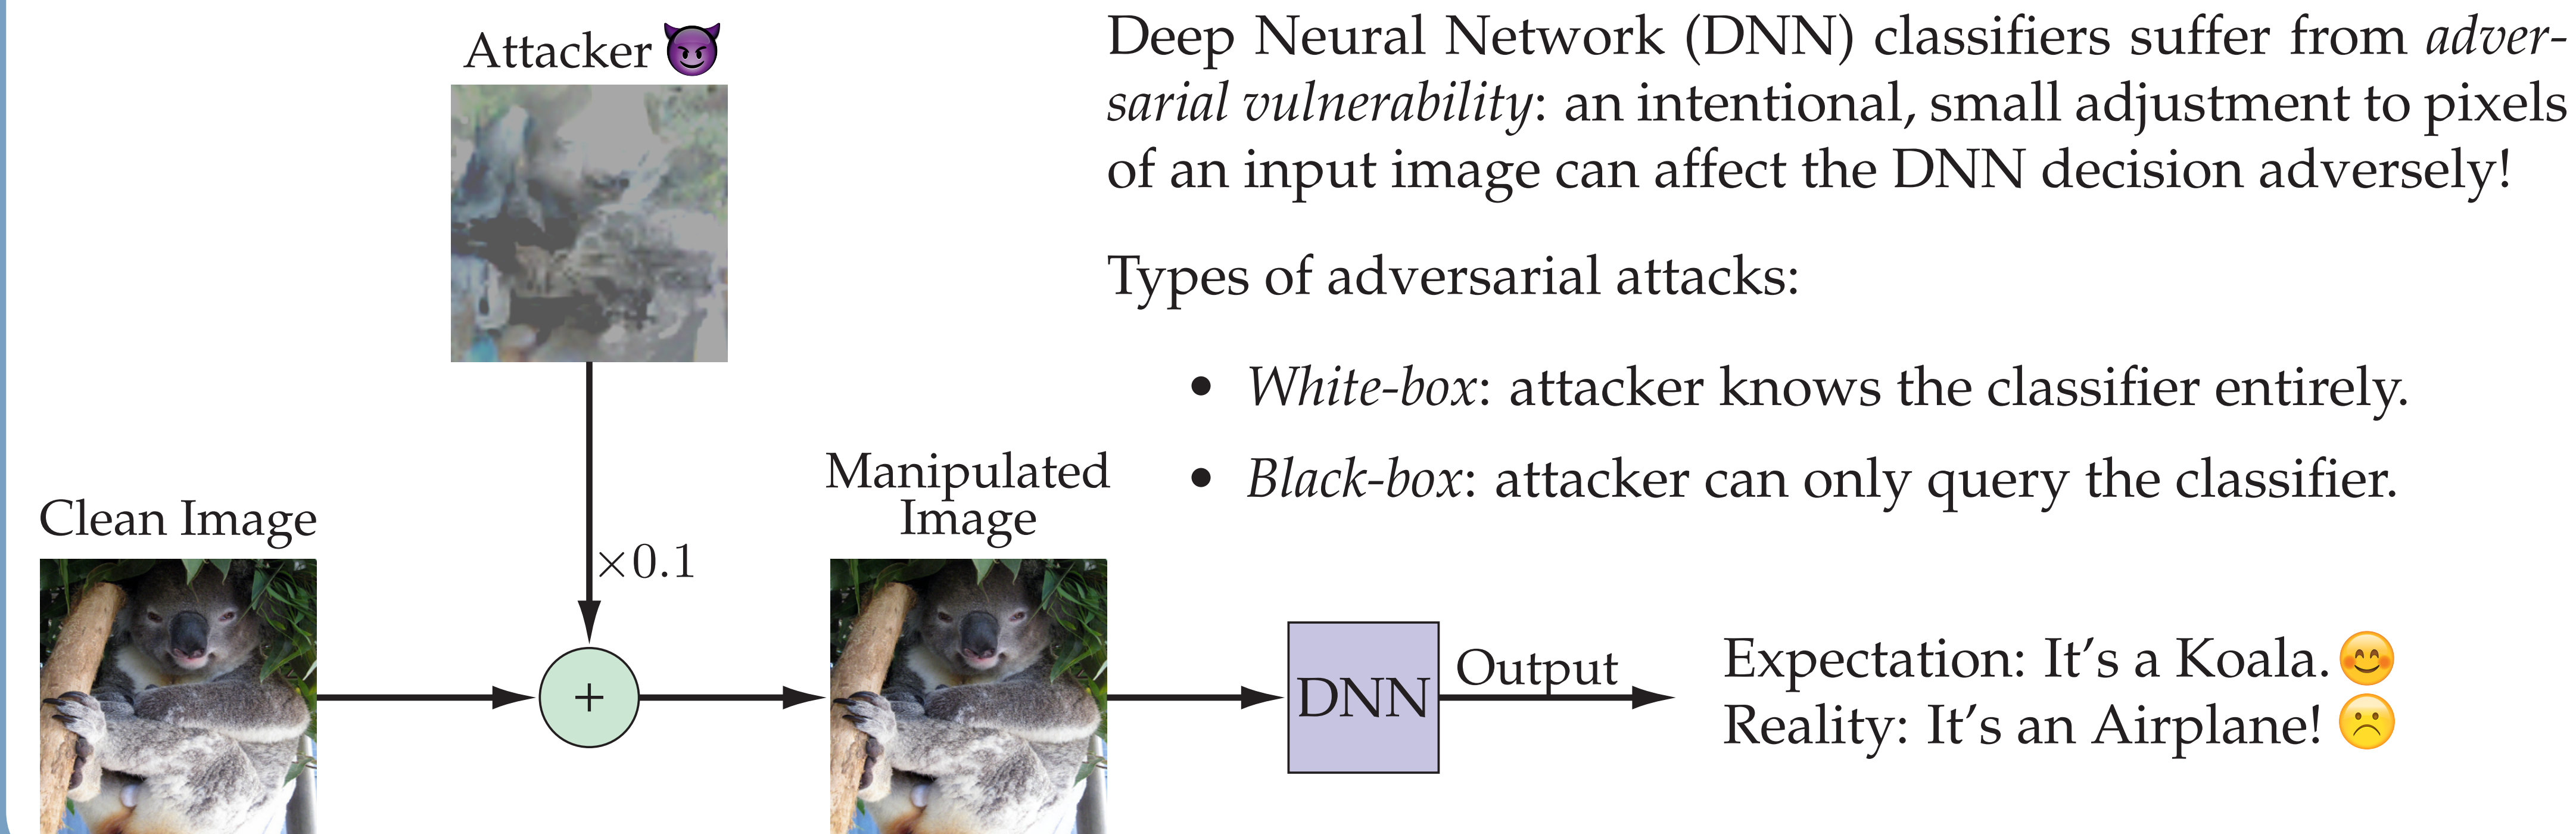 Attacker 😈
Deep Neural Network (DNN) classifiers suffer from adver-
sarial vulnerability: an intentional, small adjustment to pixels
of an input image can affect the DNN decision adversely!
Types of adversarial attacks:
• White-box: attacker knows the classifier entirely.
• Black-box: attacker can only query the classifier.
Clean Image
×0.1
+
Manipulated
Image
DNN
Output
Expectation: It's a Koala. 😊
Reality: It's an Airplane! ☹️